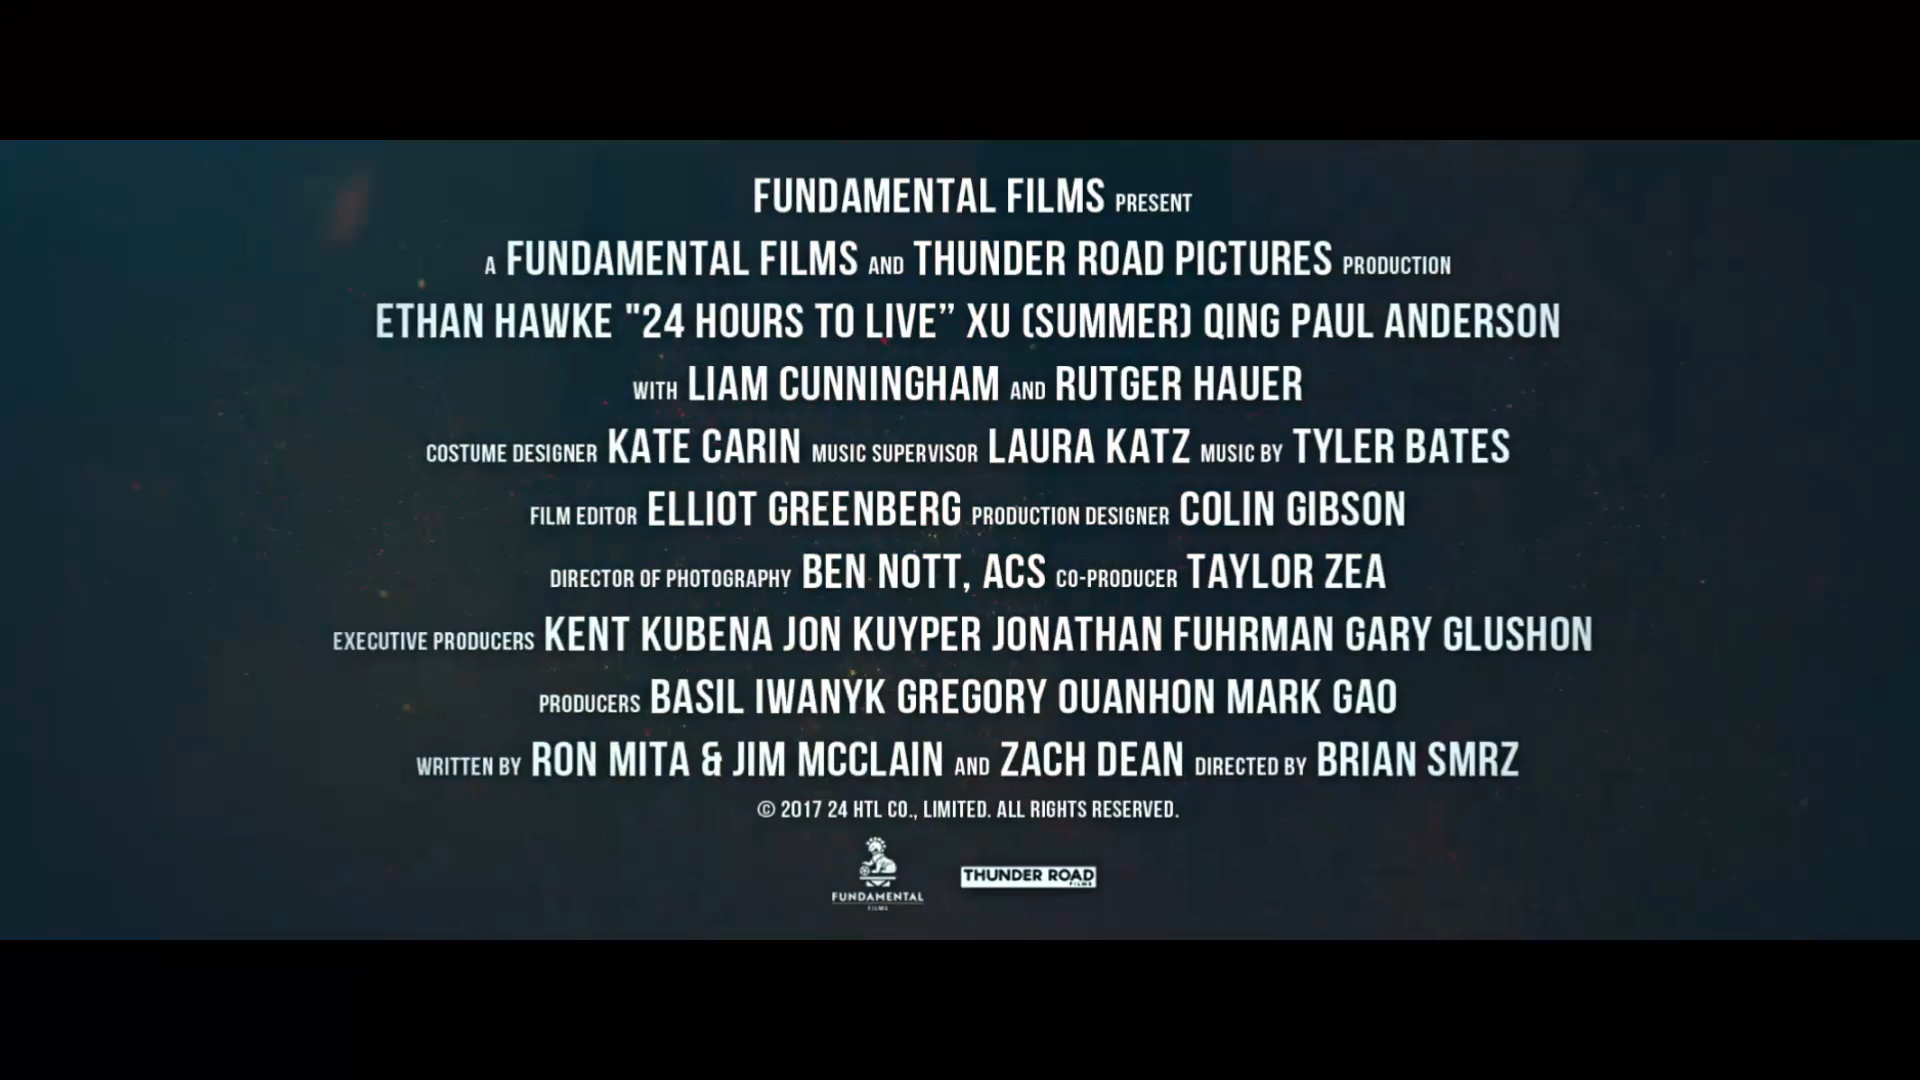 FUNDAMENTAL FILMS PRESENT
A FUNDAMENTAL FILMS AND THUNDER ROAD PICTURES PRODUCTION
ETHAN HAWKE "24 HOURS TO LIVE” XU (SUMMER) QING PAUL ANDERSON
WITH LIAM CUNNINGHAM AND RUTGER HAUER
COSTUME DESIGNER KATE CARIN MUSIC SUPERVISOR LAURA KATZ MUSIC BY TYLER BATES
FILM EDITOR ELLIOT GREENBERG PRODUCTION DESIGNER COLIN GIBSON
DIRECTOR OF PHOTOGRAPHY BEN NOTT, ACS CO-PRODUCER TAYLOR ZEA
EXECUTIVE PRODUCERS KENT KUBENA JON KUYPER JONATHAN FUHRMAN GARY GLUSHON
PRODUCERS BASIL IWANYK GREGORY OUANHON MARK GAO
WRITTEN BY RON MITA & JIM MCCLAIN AND ZACH DEAN DIRECTED BY BRIAN SMRZ
© 2017 24 HTL CO., LIMITED. ALL RIGHTS RESERVED.
FUNDAMENTAL
FILMS
THUNDER ROAD
FILMS